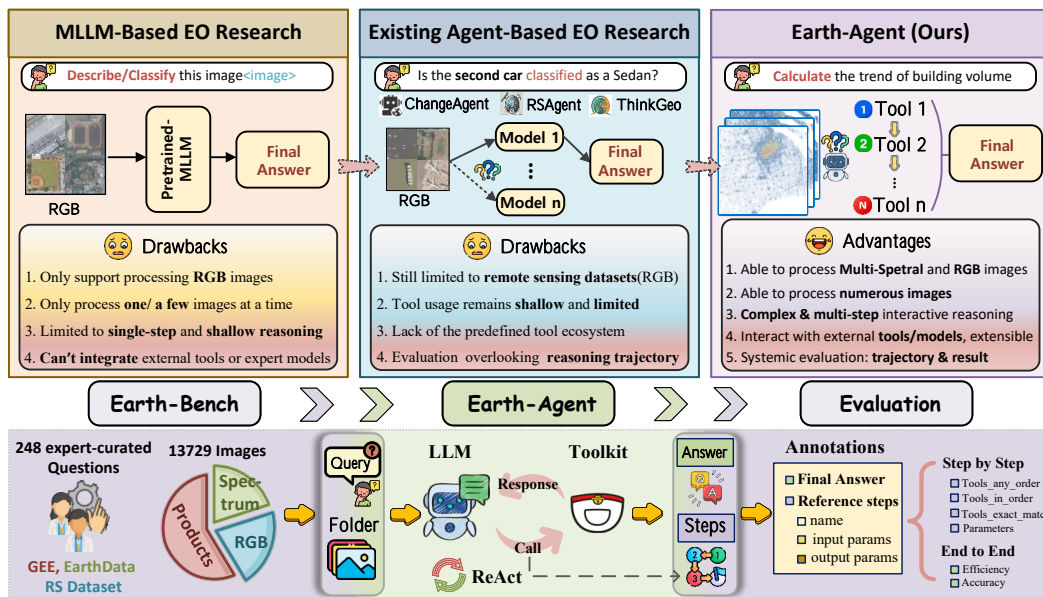 MLLM-Based EO Research
Describe/Classify this image<image>
RGB
Pretrained-
MLLM
Final
Answer
Drawbacks
1. Only support processing RGB images
2. Only process one/ a few images at a time
3. Limited to single-step and shallow reasoning
4. Can't integrate external tools or expert models
Existing Agent-Based EO Research
Is the second car classified as a Sedan?
ChangeAgent
RSAgent
ThinkGeo
RGB
Model 1
Model n
Final
Answer
Drawbacks
1. Still limited to remote sensing datasets(RGB)
2. Tool usage remains shallow and limited
3. Lack of the predefined tool ecosystem
4. Evaluation overlooking reasoning trajectory
Earth-Agent (Ours)
Calculate the trend of building volume
1 Tool 1
2 Tool 2
N Tool n
Final
Answer
Advantages
1. Able to process Multi-Spetral and RGB images
2. Able to process numerous images
3. Complex & multi-step interactive reasoning
4. Interact with external tools/models, extensible
5. Systemic evaluation: trajectory & result
Earth-Bench
Earth-Agent
Evaluation
248 expert-curated
Questions
GEE, EarthData
RS Dataset
13729 Images
Products
Spec-
trum
RGB
Query
Folder
LLM
Toolkit
Response
Call
ReAct
Answer
Q
A
Steps
2 1
3
Annotations
Final Answer
Reference steps
name
input params
output params
Step by Step
Tools_any_order
Tools_in_order
Tools_exact_matc
Parameters
End to End
Efficiency
Accuracy